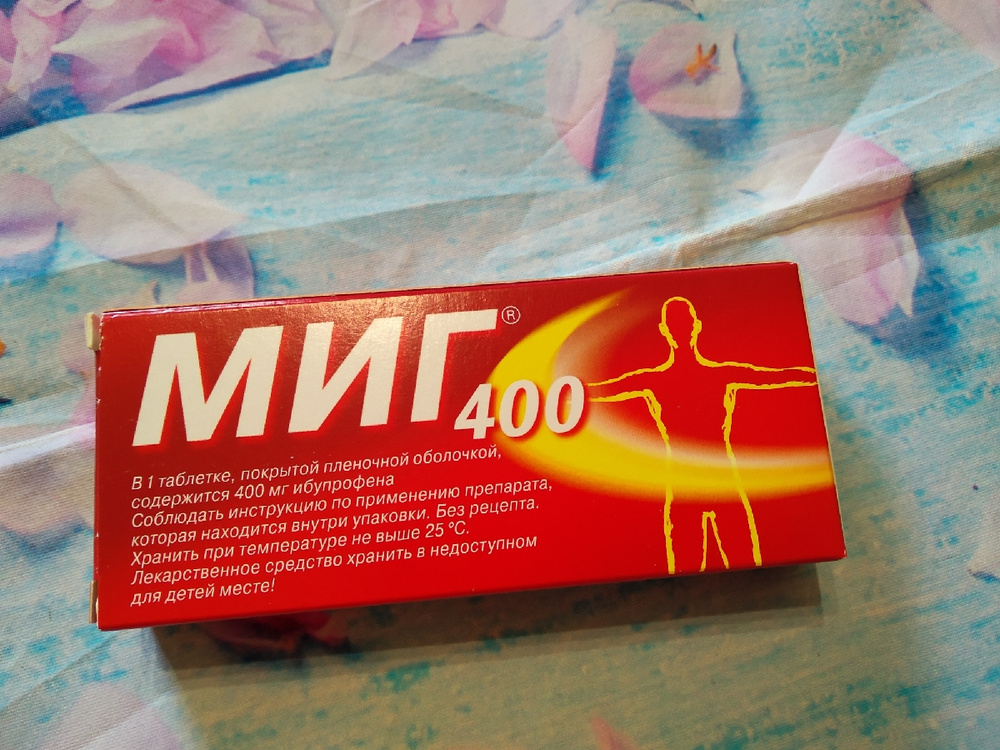 МИГ®
400
В 1 таблетке, покрытой пленочной оболочкой,
содержится 400 мг ибупрофена
Соблюдать инструкцию по применению препарата,
которая находится внутри упаковки. Без рецепта.
Хранить при температуре не выше 25 °C.
Лекарственное средство хранить в недоступном
для детей месте!